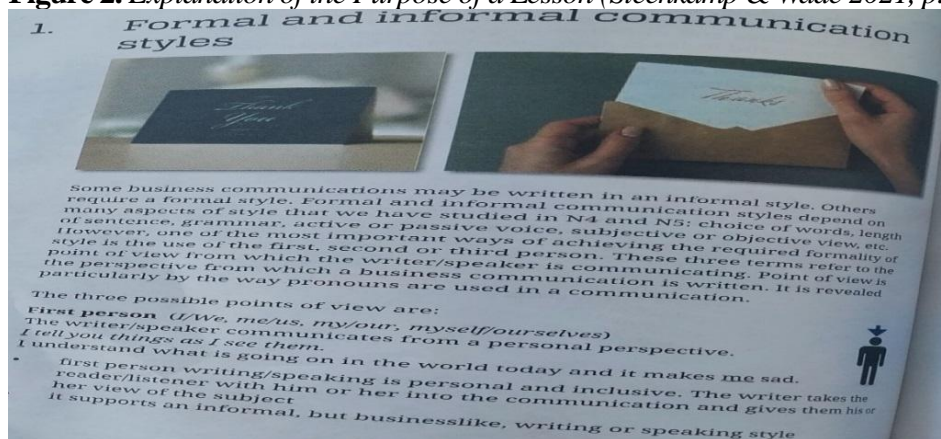 Figure 2. Explanation of the Purpose of a Lesson (Steenkamp & Wade 2021,
1. Formal and informal communication
styles
Thank
You
Thanks
Some business communications may be written in an informal style. Others
require a formal style. Formal and informal communication styles depend on
many aspects of style that we have studied in N4 and N5: choice of words, length
of sentence, grammar, active or passive voice, subjective or objective view, etc.
However, one of the most important ways of achieving the required formality of
style is the use of the first, second or third person. These three terms refer to the
point of view from which the writer/speaker is communicating. Point of view is
the perspective from which a business communication is written. It is revealed
particularly by the way pronouns are used in a communication.
The three possible points of view are:
First person (I/We, me/us, my/our, myself/ourselves)
The writer/speaker communicates from a personal perspective.
I tell you things as I see them.
I understand what is going on in the world today and it makes me sad.
• first person writing/speaking is personal and inclusive. The writer takes the
reader/listener with him or her into the communication and gives them his or
her view of the subject
it supports an informal, but businesslike, writing or speaking style